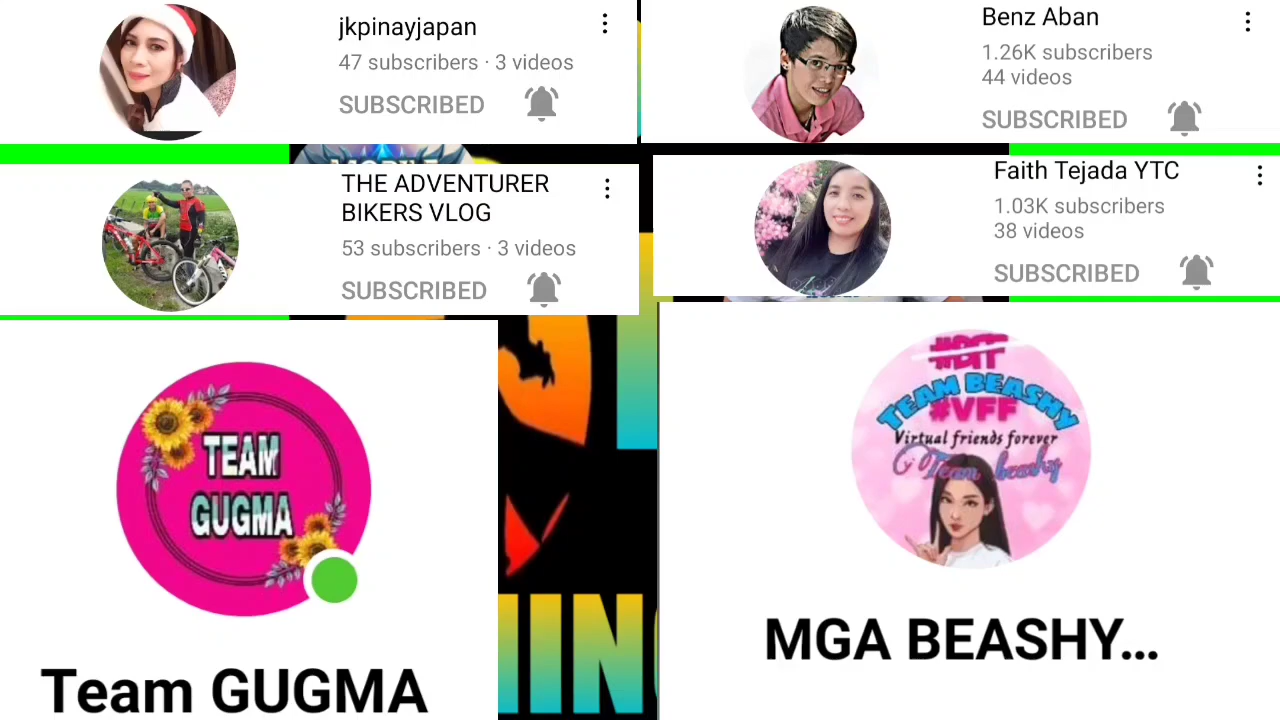 jkpinayjapan
47 subscribers · 3 videos
SUBSCRIBED
Benz Aban
1.26K subscribers
44 videos
SUBSCRIBED
THE ADVENTURER
BIKERS VLOG
53 subscribers · 3 videos
SUBSCRIBED
Faith Tejada YTC
1.03K subscribers
38 videos
SUBSCRIBED
TEAM
GUGMA
Team GUGMA
TEAM BEASHY
#VFF
Virtual friends forever
Team beashy
MGA BEASHY...